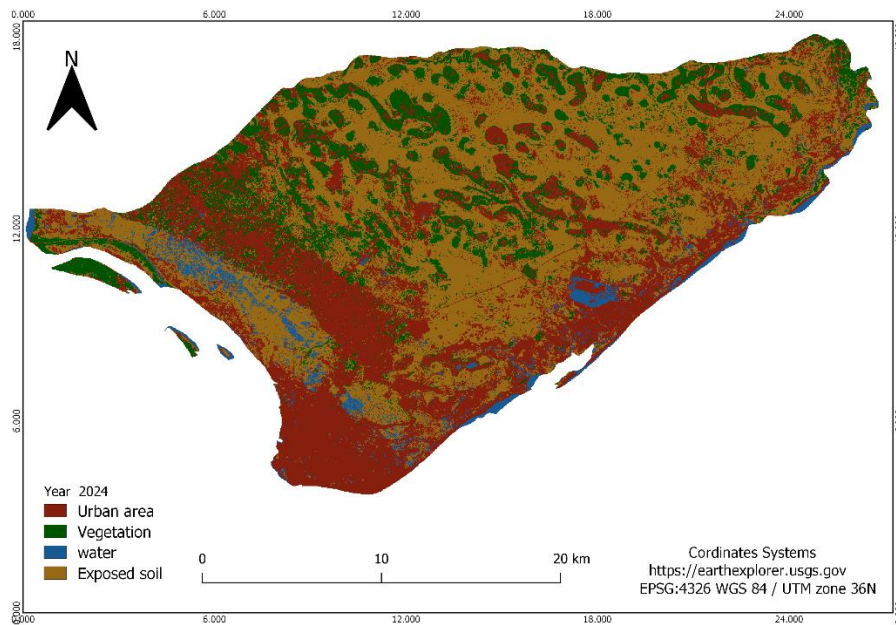 0.000 6.000 12.000 18.000 24.000
18.000
N
12.000
6.000
Year 2024
Urban area
Vegetation
water
Exposed soil
0 10 20 km
Cordinates Systems
https://earthexplorer.usgs.gov
EPSG:4326 WGS 84 / UTM zone 36N
0.000
0.000 6.000 12.000 18.000 24.000